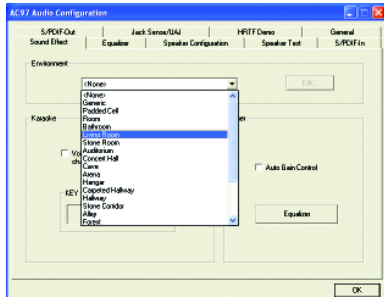 AC97 Audio Configuration
S/PDIF-Out
Jack Sense/UAJ
HRTF Demo
General
Sound Effect
Equalizer
Speaker Configuration
Speaker Test
S/PDIF-In
Environment
<None>
Edit
<None>
Generic
Padded Cell
Room
Bathroom
Living Room
Stone Room
Auditorium
Concert Hall
Cave
Arena
Hangar
Carpeted Hallway
Hallway
Stone Corridor
Alley
Forest
Karaoke
Auto Gain Control
KEY
Equalizer
OK